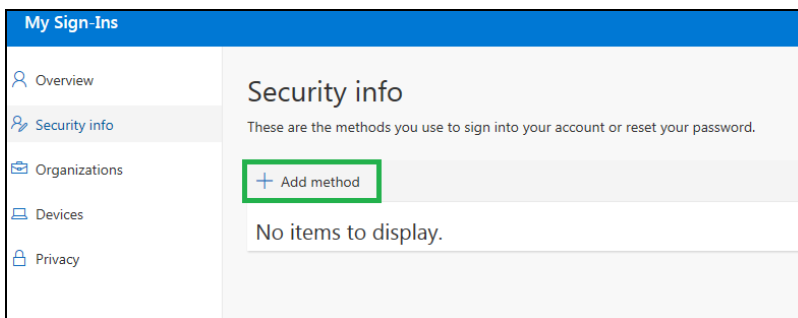 My Sign-Ins
Overview
Security info
Organizations
Devices
Privacy
Security info
These are the methods you use to sign into your account or reset your password.
+ Add method
No items to display.